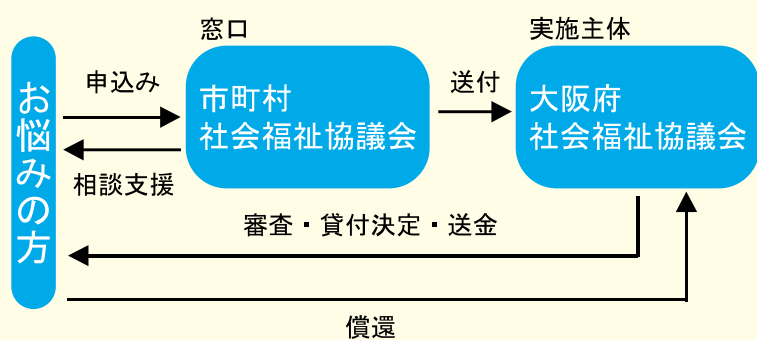 窓口
実施主体
お悩みの方
申込み
市町村
社会福祉協議会
送付
大阪府
社会福祉協議会
相談支援
審査・貸付決定・送金
償還